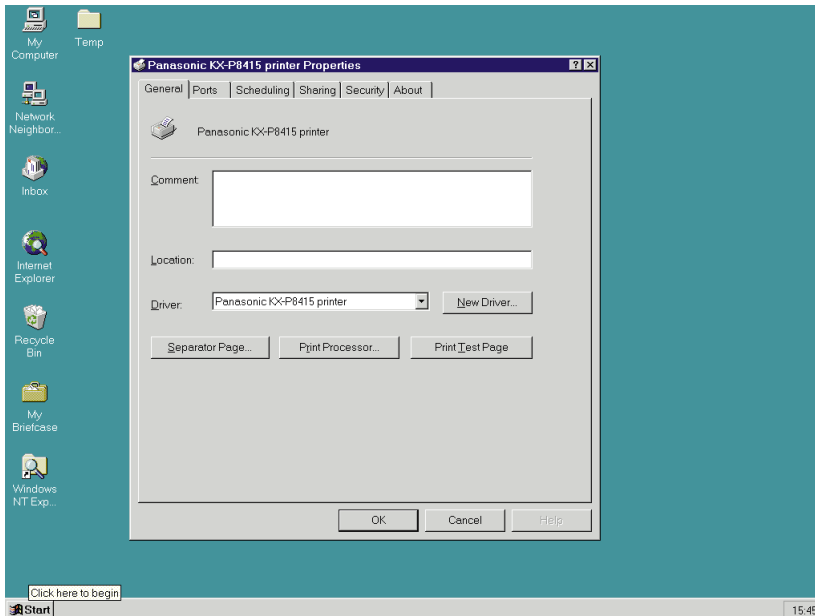 My
Computer
Temp
Network
Neighbor...
Inbox
Internet
Explorer
Recycle
Bin
My
Briefcase
Windows
NT Exp...
Panasonic KX-P8415 printer Properties
General Ports Scheduling Sharing Security About
Panasonic KX-P8415 printer
Comment:
Location:
Driver: Panasonic KX-P8415 printer New Driver...
Separator Page... Print Processor... Print Test Page
OK Cancel Help
Click here to begin
Start 15:45